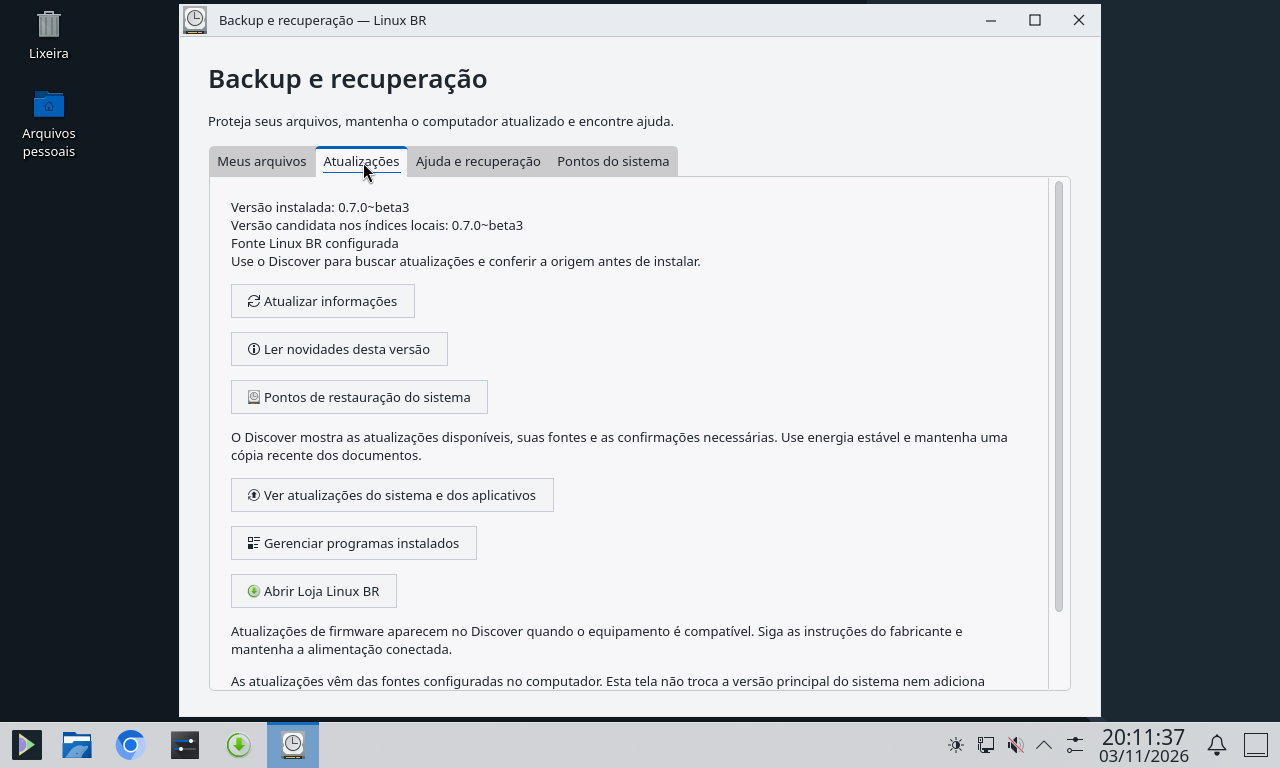 Lixeira
Arquivos
pessoais
Backup e recuperação — Linux BR
Backup e recuperação
Proteja seus arquivos, mantenha o computador atualizado e encontre ajuda.
Meus arquivos
Atualizações
Ajuda e recuperação
Pontos do sistema
Versão instalada: 0.7.0~beta3
Versão candidata nos índices locais: 0.7.0~beta3
Fonte Linux BR configurada
Use o Discover para buscar atualizações e conferir a origem antes de instalar.
Atualizar informações
Ler novidades desta versão
Pontos de restauração do sistema
O Discover mostra as atualizações disponíveis, suas fontes e as confirmações necessárias. Use energia estável e mantenha uma
cópia recente dos documentos.
Ver atualizações do sistema e dos aplicativos
Gerenciar programas instalados
Abrir Loja Linux BR
Atualizações de firmware aparecem no Discover quando o equipamento é compatível. Siga as instruções do fabricante e
mantenha a alimentação conectada.
As atualizações vêm das fontes configuradas no computador. Esta tela não troca a versão principal do sistema nem adiciona
20:11:37
03/11/2026